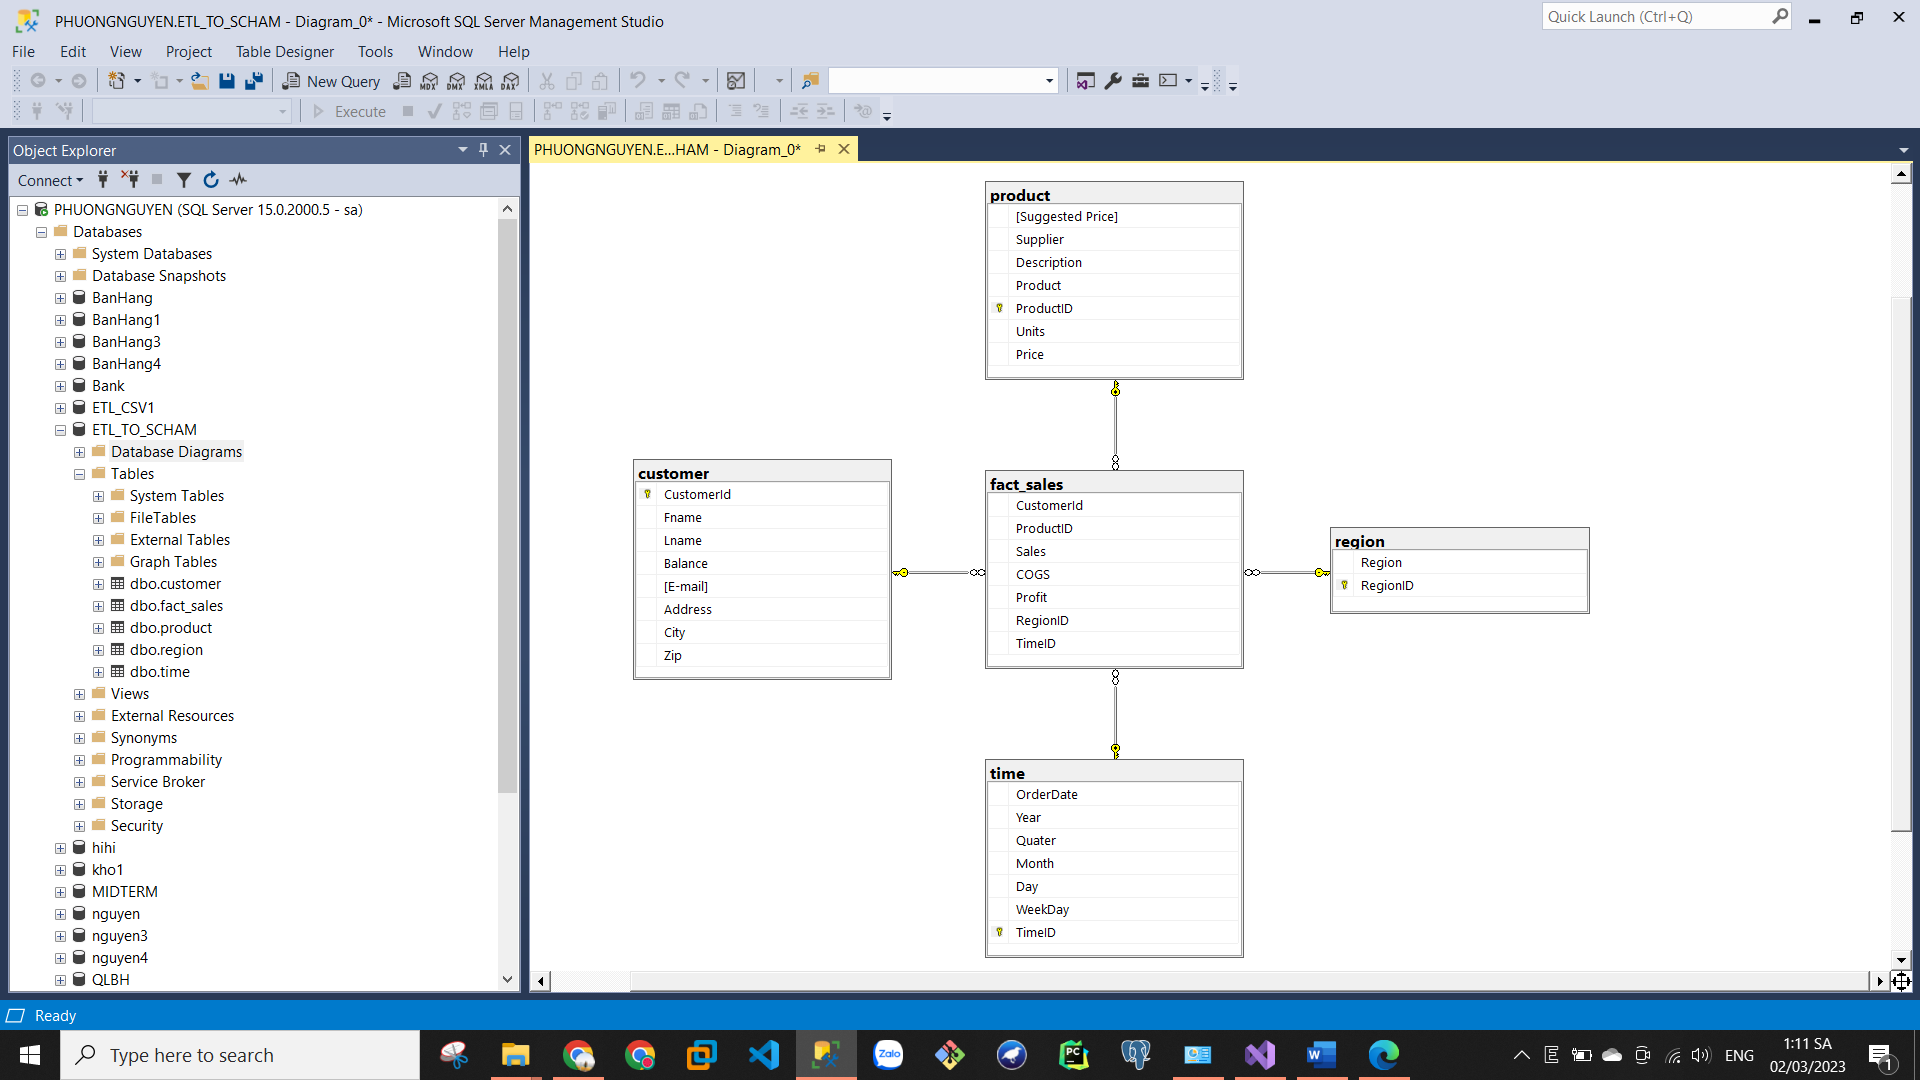 PHUONGNGUYEN.ETL_TO_SCHAM - Diagram_0* - Microsoft SQL Server Management Studio
Quick Launch (Ctrl+Q)
File Edit View Project Table Designer Tools Window Help
New Query MDX DMX XMLA DAX
Execute
Object Explorer
Connect
PHUONGNGUYEN (SQL Server 15.0.2000.5 - sa)
Databases
System Databases
Database Snapshots
BanHang
BanHang1
BanHang3
BanHang4
Bank
ETL_CSV1
ETL_TO_SCHAM
Database Diagrams
Tables
System Tables
FileTables
External Tables
Graph Tables
dbo.customer
dbo.fact_sales
dbo.product
dbo.region
dbo.time
Views
External Resources
Synonyms
Programmability
Service Broker
Storage
Security
hihi
kho1
MIDTERM
nguyen
nguyen3
nguyen4
QLBH
PHUONGNGUYEN.E...HAM - Diagram_0*
product
[Suggested Price]
Supplier
Description
Product
ProductID
Units
Price
customer
CustomerId
Fname
Lname
Balance
[E-mail]
Address
City
Zip
fact_sales
CustomerId
ProductID
Sales
COGS
Profit
RegionID
TimeID
region
Region
RegionID
time
OrderDate
Year
Quater
Month
Day
WeekDay
TimeID
Ready
Type here to search
Zalo
PC
W
ENG
1:11 SA
02/03/2023
1